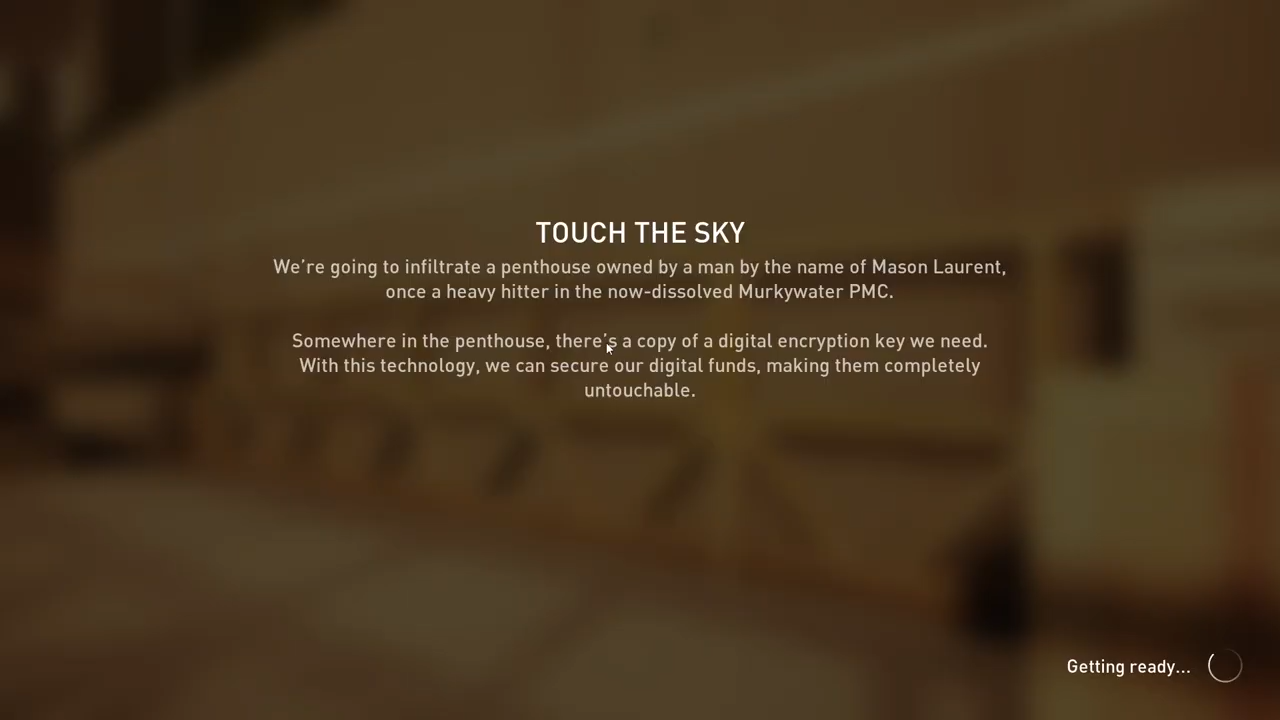 TOUCH THE SKY
We’re going to infiltrate a penthouse owned by a man by the name of Mason Laurent,
once a heavy hitter in the now-dissolved Murkywater PMC.
Somewhere in the penthouse, there’s a copy of a digital encryption key we need.
With this technology, we can secure our digital funds, making them completely
untouchable.
Getting ready...